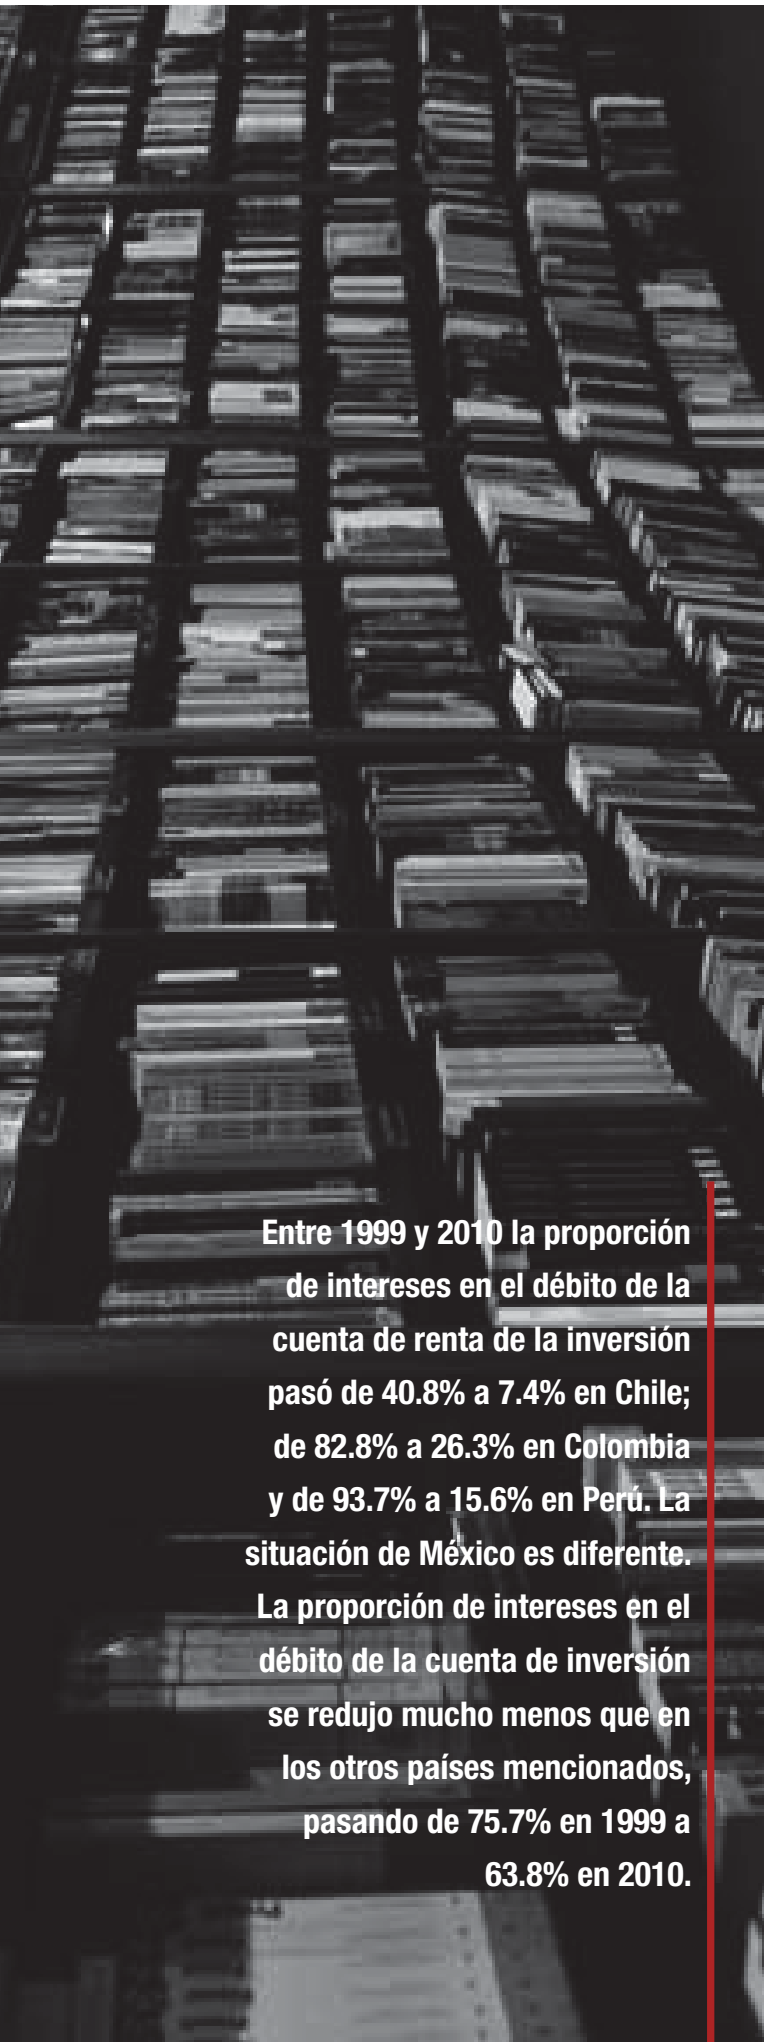 Entre 1999 y 2010 la proporción
de intereses en el débito de la
cuenta de renta de la inversión
pasó de 40.8% a 7.4% en Chile;
de 82.8% a 26.3% en Colombia
y de 93.7% a 15.6% en Perú. La
situación de México es diferente.
La proporción de intereses en el
débito de la cuenta de inversión
se redujo mucho menos que en
los otros países mencionados,
pasando de 75.7% en 1999 a
63.8% en 2010.